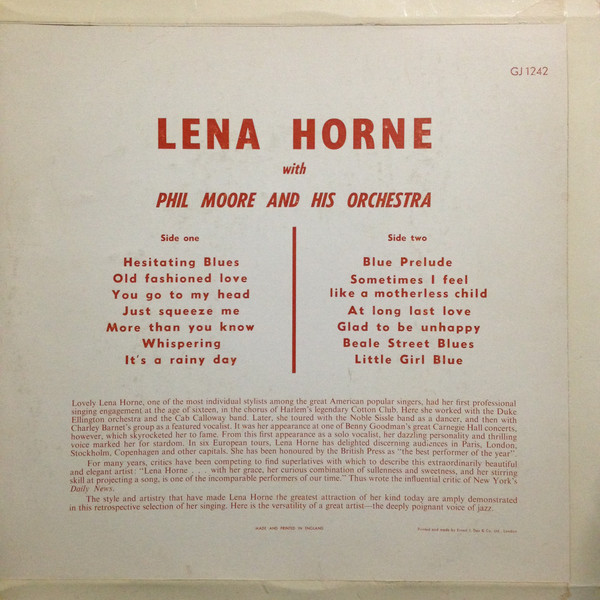 GJ 1242
LENA HORNE
with
PHIL MOORE AND HIS ORCHESTRA
Side one
Hesitating Blues
Old fashioned love
You go to my head
Just squeeze me
More than you know
Whispering
It's a rainy day
Side two
Blue Prelude
Sometimes I feel
like a motherless child
At long last love
Glad to be unhappy
Beale Street Blues
Little Girl Blue
Lovely Lena Horne, one of the most individual stylists among the great American popular singers, had her first professional
singing engagement at the age of sixteen, in the chorus of Harlem's legendary Cotton Club. Here she worked with the Duke
Ellington orchestra and the Cab Calloway band. Later, she toured with the Noble Sissle band as a dancer, and then with
Charley Barnet's group as a featured vocalist. It was her appearance at one of Benny Goodman's great Carnegie Hall concerts,
however, which skyrocketed her to fame. From this first appearance as a solo vocalist, her dazzling personality and thrilling
voice marked her for stardom. In six European tours, Lena Horne has delighted discerning audiences in Paris, London,
Stockholm, Copenhagen and other capitals. She has been honoured by the British Press as "the best performer of the year".
For many years, critics have been competing to find superlatives with which to describe this extraordinarily beautiful
and elegant artist: "Lena Horne . . . . with her grace, her curious combination of sullenness and sweetness, and her stirring
skill at projecting a song, is one of the incomparable performers of our time." Thus wrote the influential critic of New York's
Daily News.
The style and artistry that have made Lena Horne the greatest attraction of her kind today are amply demonstrated
in this retrospective selection of her singing. Here is the versatility of a great artist—the deeply poignant voice of jazz.
MADE AND PRINTED IN ENGLAND
Printed and made by